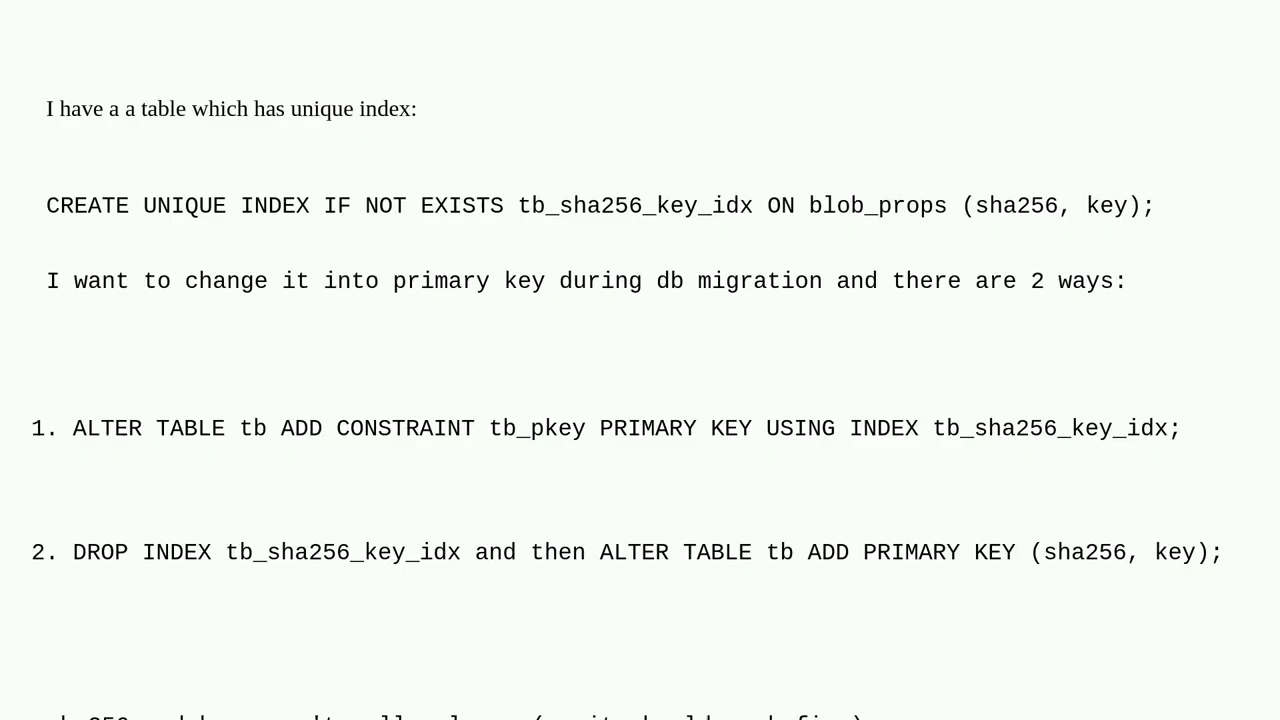 I have a a table which has unique index:
CREATE UNIQUE INDEX IF NOT EXISTS tb_sha256_key_idx ON blob_props (sha256, key);
I want to change it into primary key during db migration and there are 2 ways:
1. ALTER TABLE tb ADD CONSTRAINT tb_pkey PRIMARY KEY USING INDEX tb_sha256_key_idx;
2. DROP INDEX tb_sha256_key_idx and then ALTER TABLE tb ADD PRIMARY KEY (sha256, key);